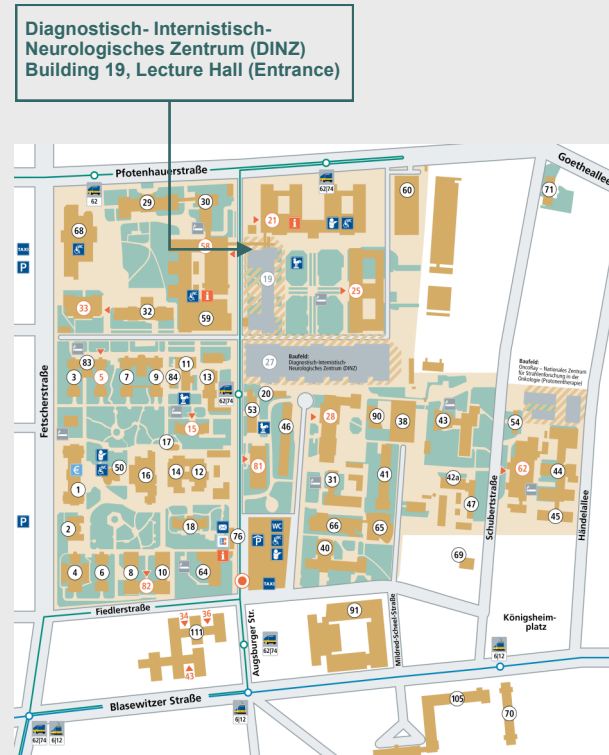 Diagnostisch- Internistisch-
Neurologisches Zentrum (DINZ)
Building 19, Lecture Hall (Entrance)
Pfotenhauerstraße
Goetheallee
62
62|74
29
30
21
60
71
68
58
19
25
33
32
59
TAXI
P
27
Baufeld:
Diagnostisch-Internistisch-
Neurologisches Zentrum (DINZ)
Baufeld:
OncoRay – Nationales Zentrum
für Strahlenforschung in der
Onkologie (Protonentherapie)
Fetscherstraße
83
3
5
7
9
84
11
13
62|74
20
53
46
28
90
38
43
54
15
17
€
1
50
16
14
12
81
31
41
42a
47
62
44
45
Schubertstraße
Händelallee
P
2
18
76
WC
P
66
65
40
69
4
6
8
10
82
64
TAXI
Fiedlerstraße
34
36
111
43
Augsburger Str.
62|74
91
Mildred-Scheel-Straße
Königsheim-
platz
6|12
Blasewitzer Straße
62|74
6|12
6|12
105
70